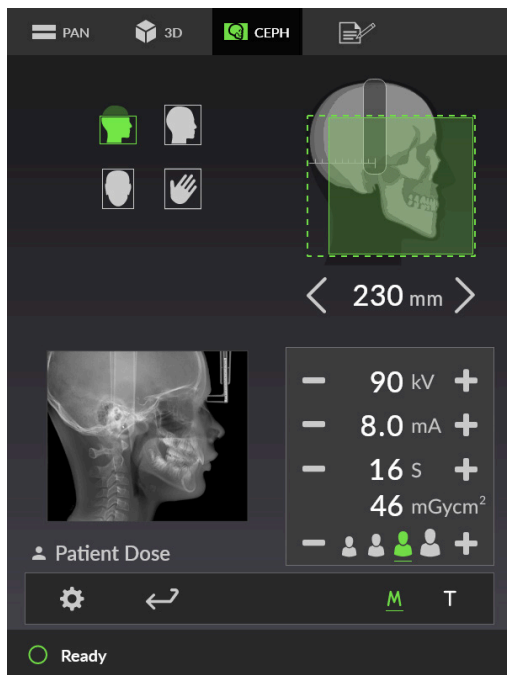 PAN 3D CEPH
230 mm
90 kV
8.0 mA
16 S
46 mGycm²
Patient Dose
M T
Ready